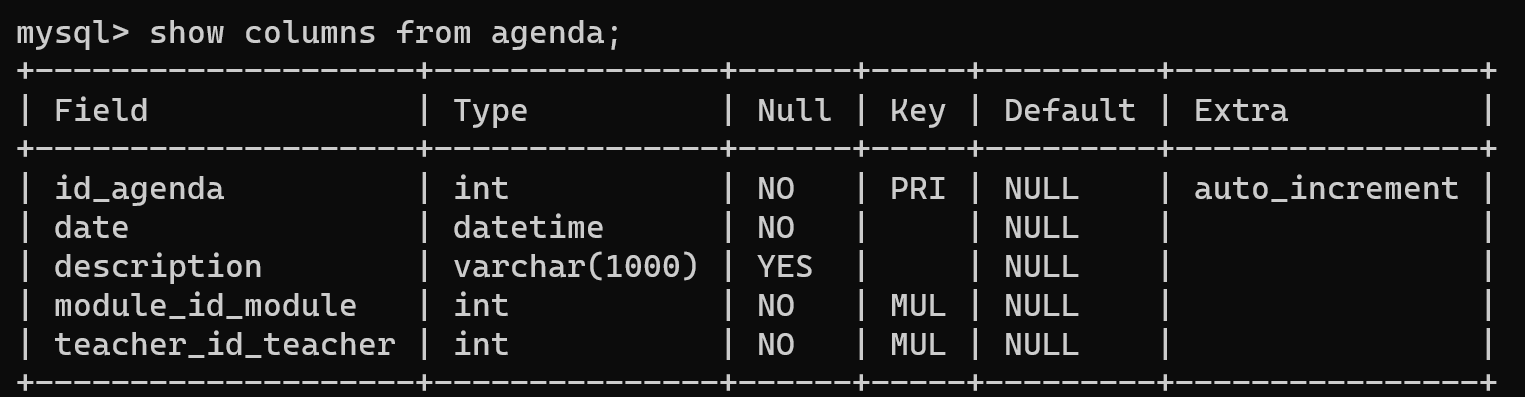 mysql> show columns from agenda;
+--------------------+---------------+------+-----+---------+----------------+
| Field              | Type          | Null | Key | Default | Extra          |
+--------------------+---------------+------+-----+---------+----------------+
| id_agenda          | int           | NO   | PRI | NULL    | auto_increment |
| date               | datetime      | NO   |     | NULL    |                |
| description        | varchar(1000) | YES  |     | NULL    |                |
| module_id_module   | int           | NO   | MUL | NULL    |                |
| teacher_id_teacher | int           | NO   | MUL | NULL    |                |
+--------------------+---------------+------+-----+---------+----------------+